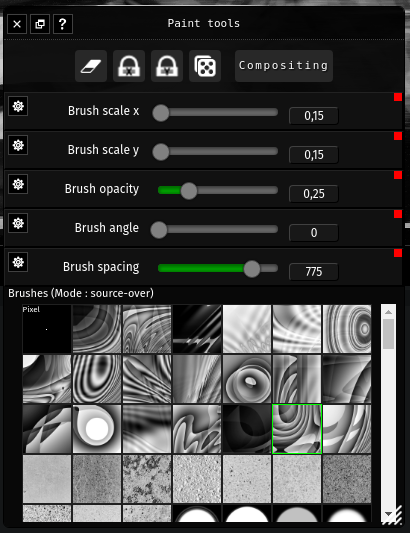 × ?
Paint tools
X Y Compositing
Brush scale x 0,15
Brush scale y 0,15
Brush opacity 0,25
Brush angle 0
Brush spacing 775
Brushes (Mode : source-over)
Pixel